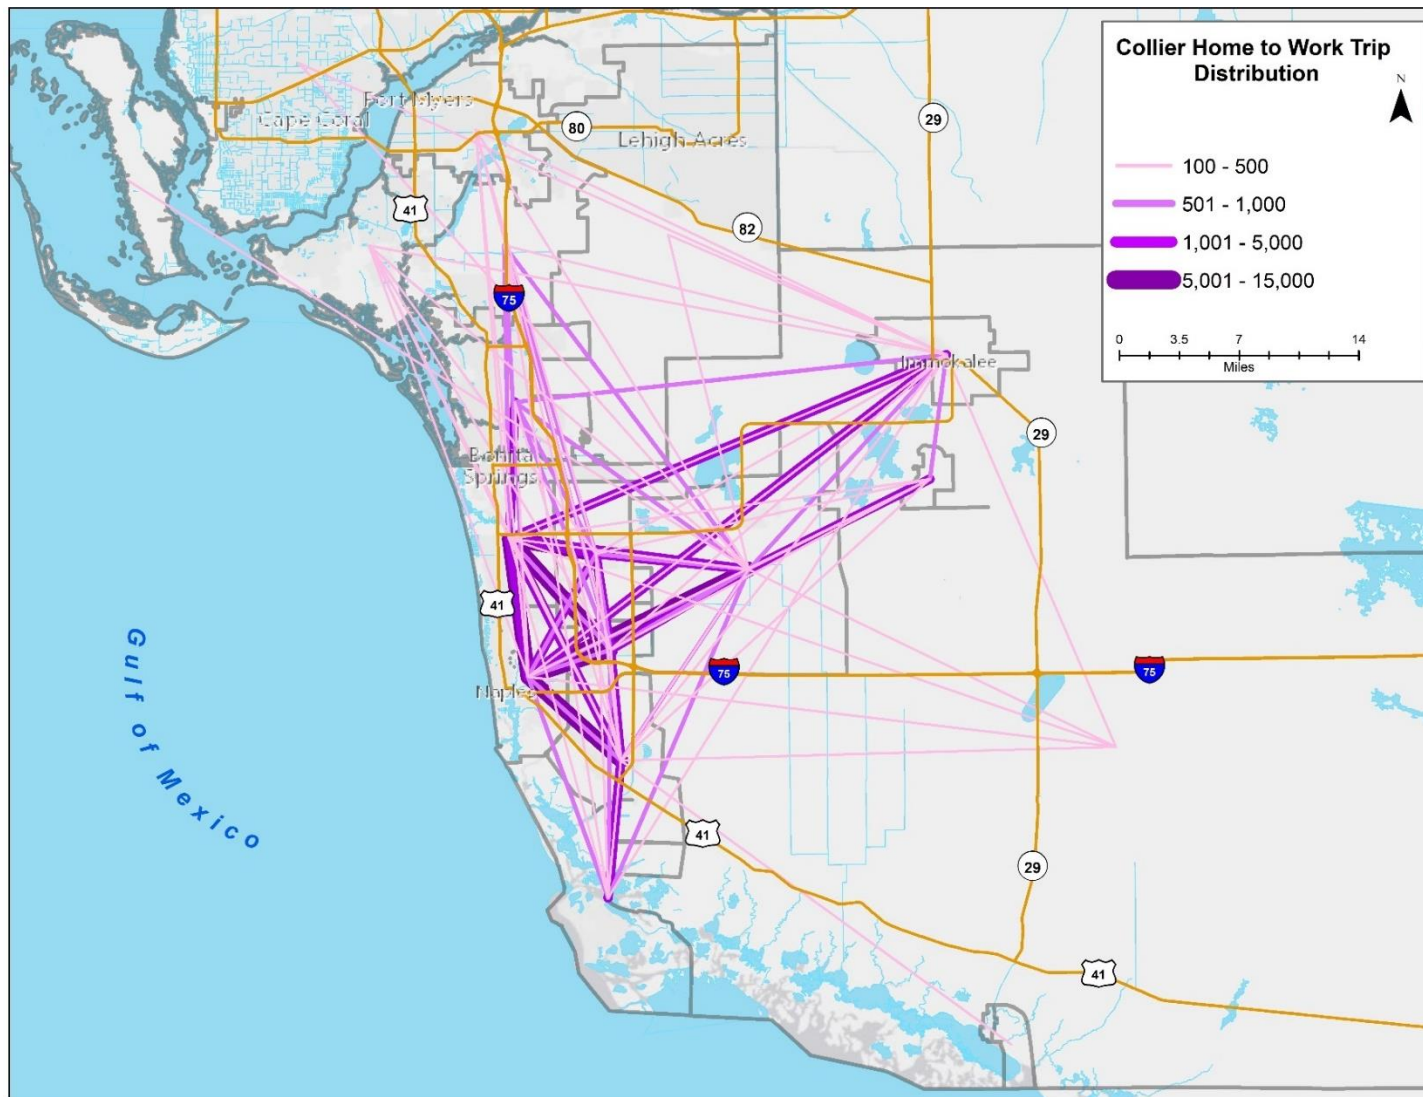 Collier Home to Work Trip
Distribution
N
100 - 500
501 - 1,000
1,001 - 5,000
5,001 - 15,000
0 3.5 7 14
Miles
Fort Myers
Cape Coral
80
Lehigh Acres
29
41
82
75
Immokalee
29
Bonita
Springs
41
75
75
Naples
Gulf of Mexico
41
29
41